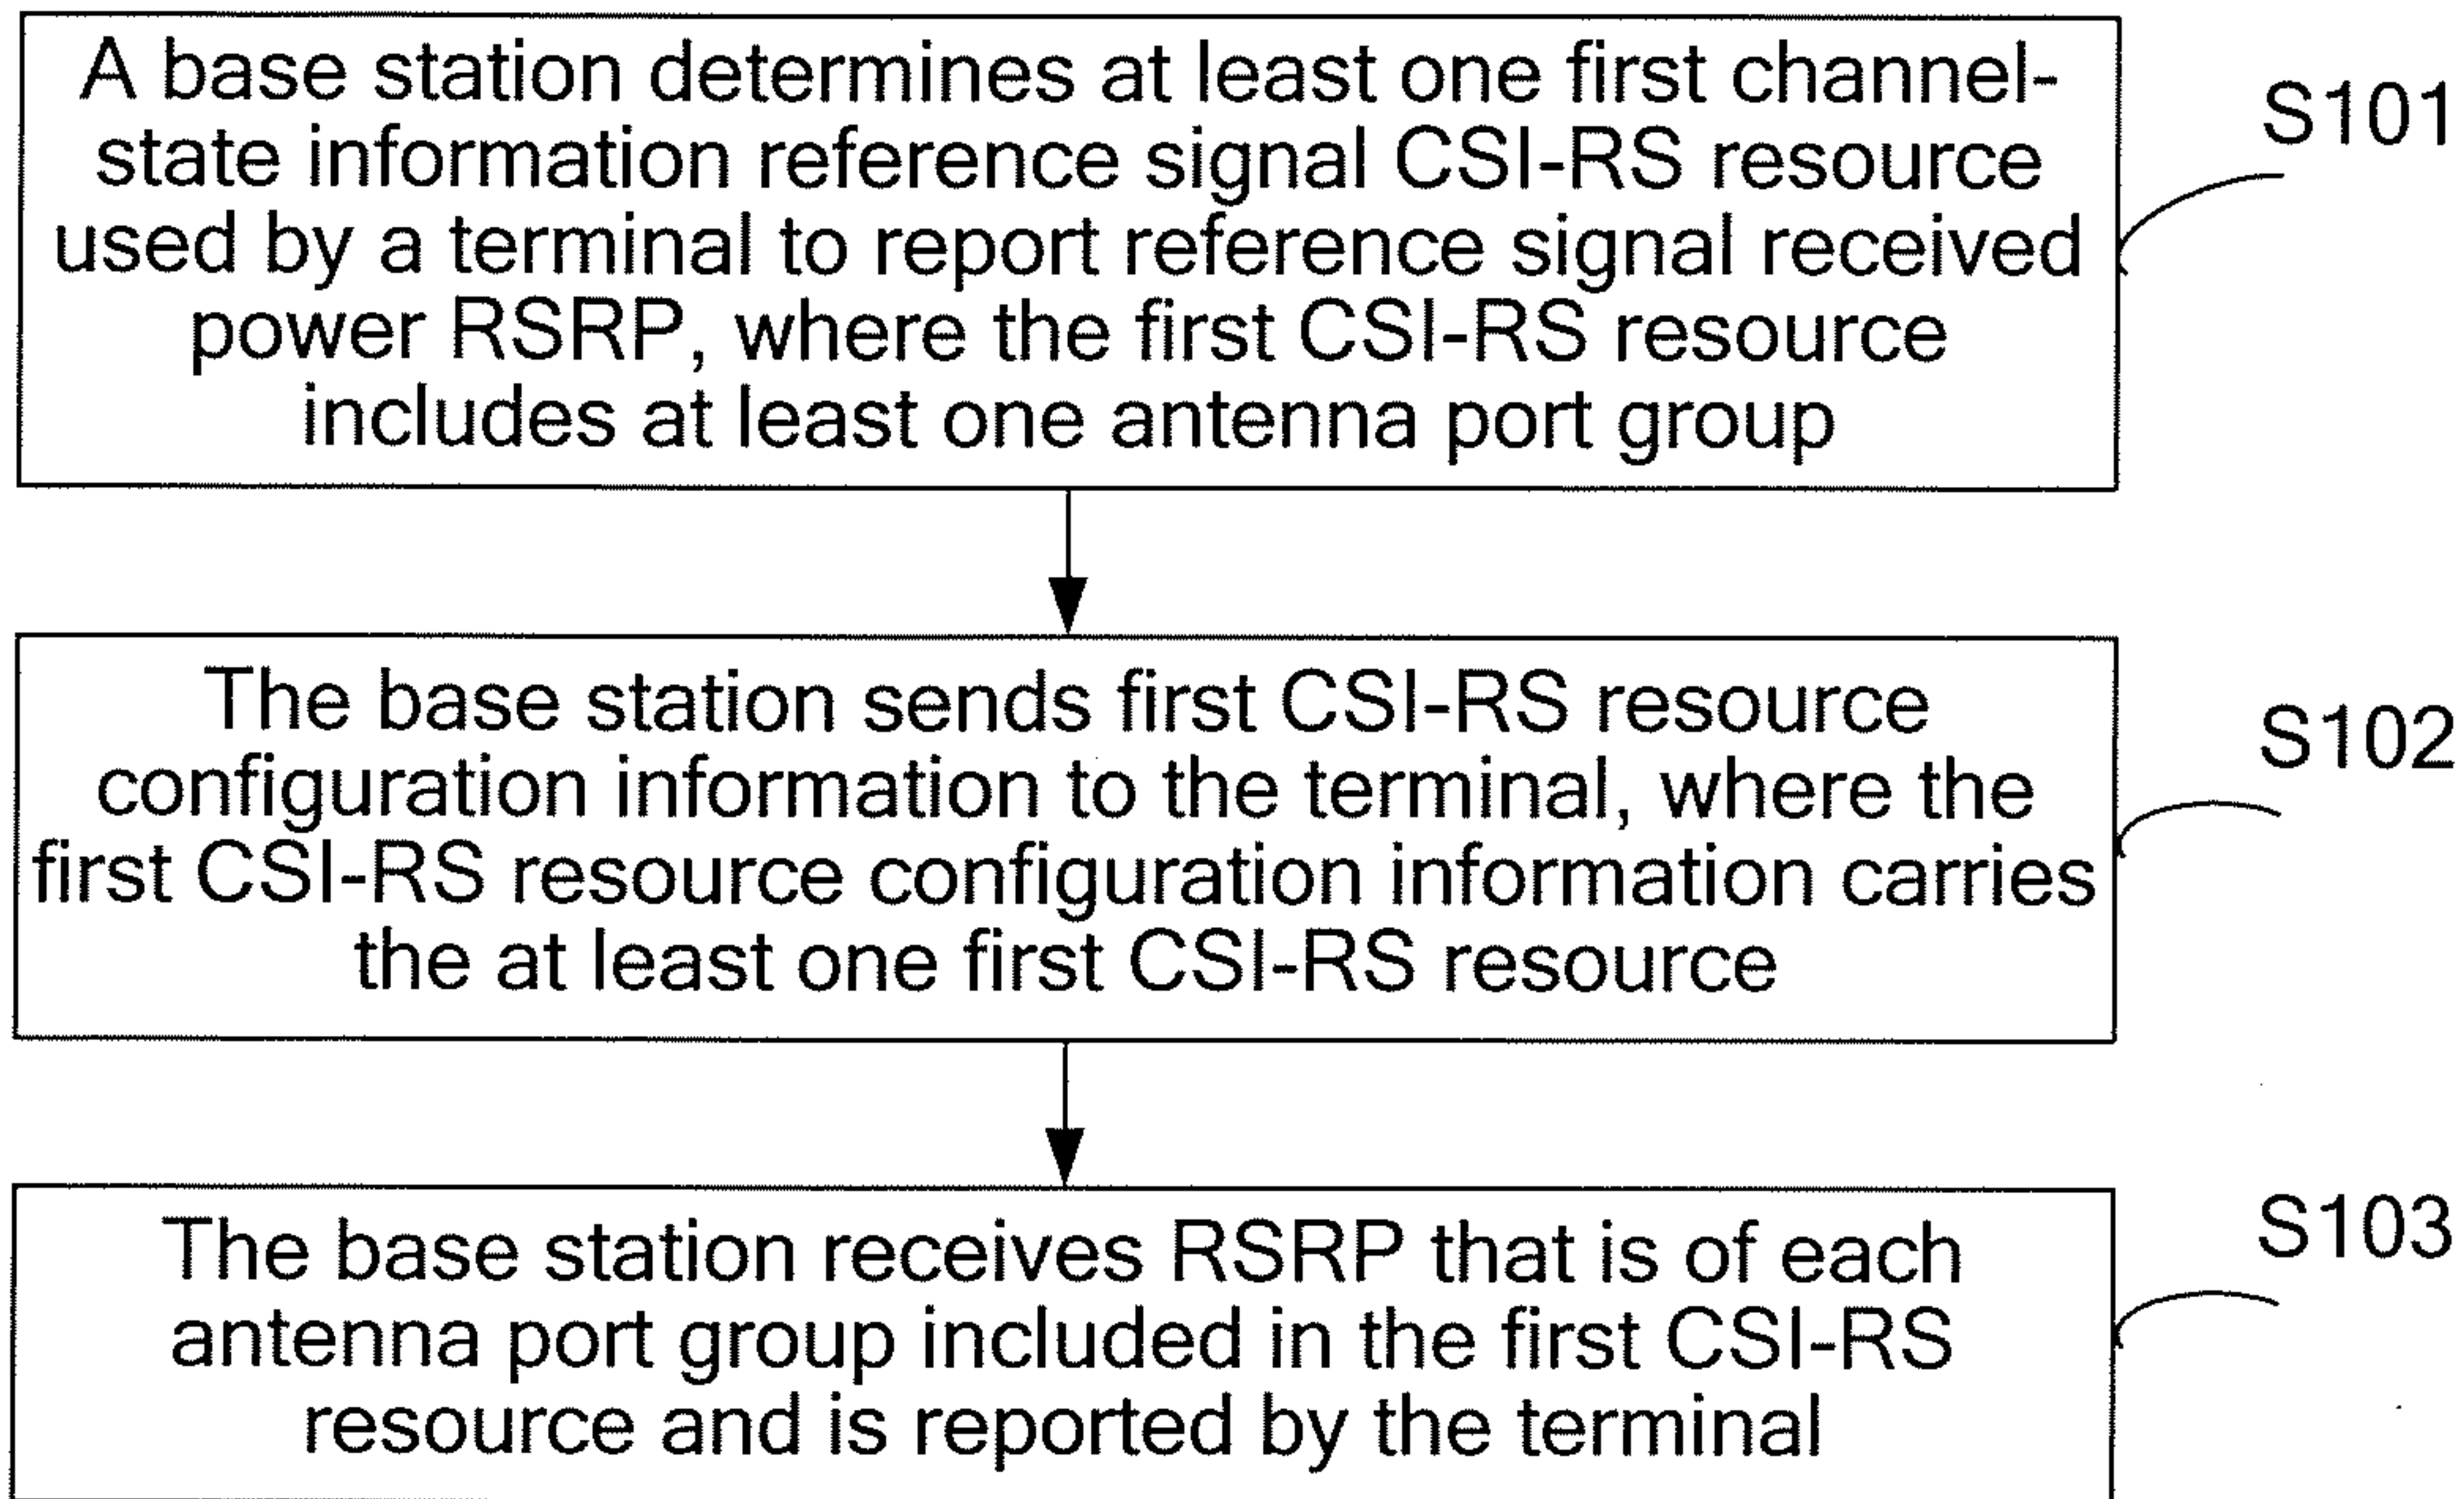 A base station determines at least one first channel-
state information reference signal CSI-RS resource
used by a terminal to report reference signal received
power RSRP, where the first CSI-RS resource
includes at least one antenna port group
S101
The base station sends first CSI-RS resource
configuration information to the terminal, where the
first CSI-RS resource configuration information carries
the at least one first CSI-RS resource
S102
The base station receives RSRP that is of each
antenna port group included in the first CSI-RS
resource and is reported by the terminal
S103